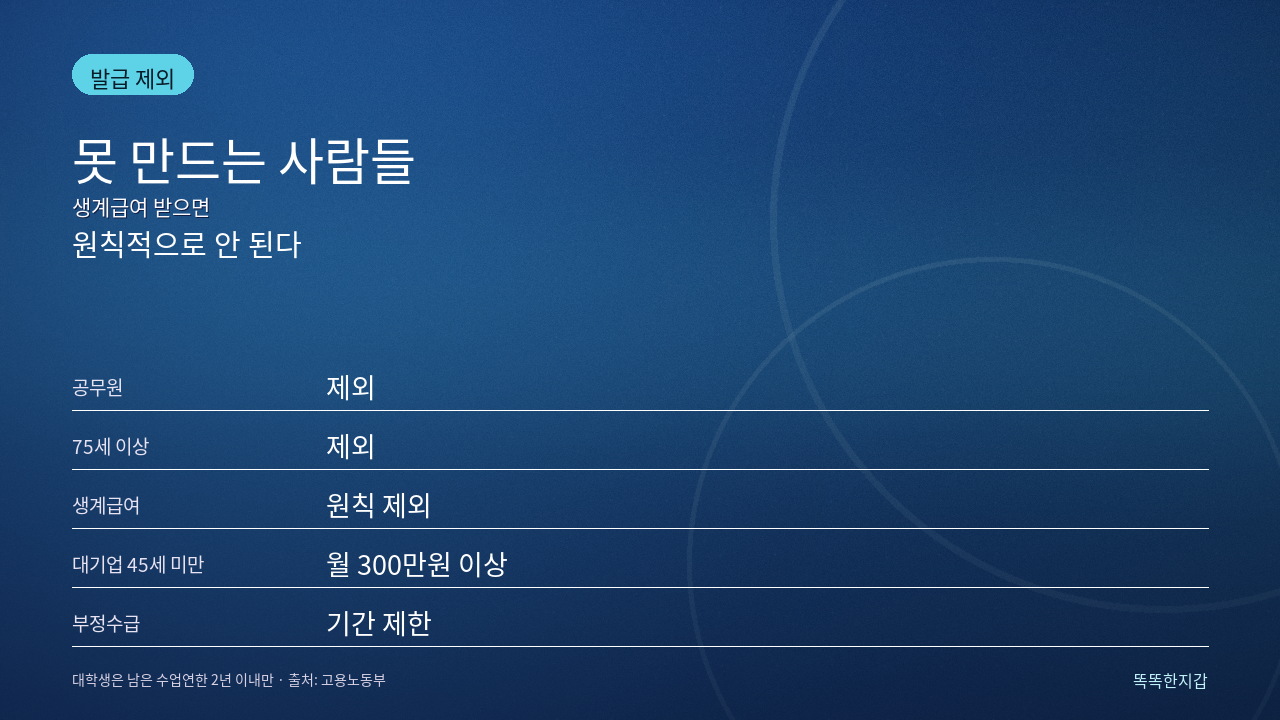 발급 제외
못 만드는 사람들
생계급여 받으면
원칙적으로 안 된다
공무원 제외
75세 이상 제외
생계급여 원칙 제외
대기업 45세 미만 월 300만원 이상
부정수급 기간 제한
대학생은 남은 수업연한 2년 이내만 · 출처: 고용노동부
똑똑한지갑